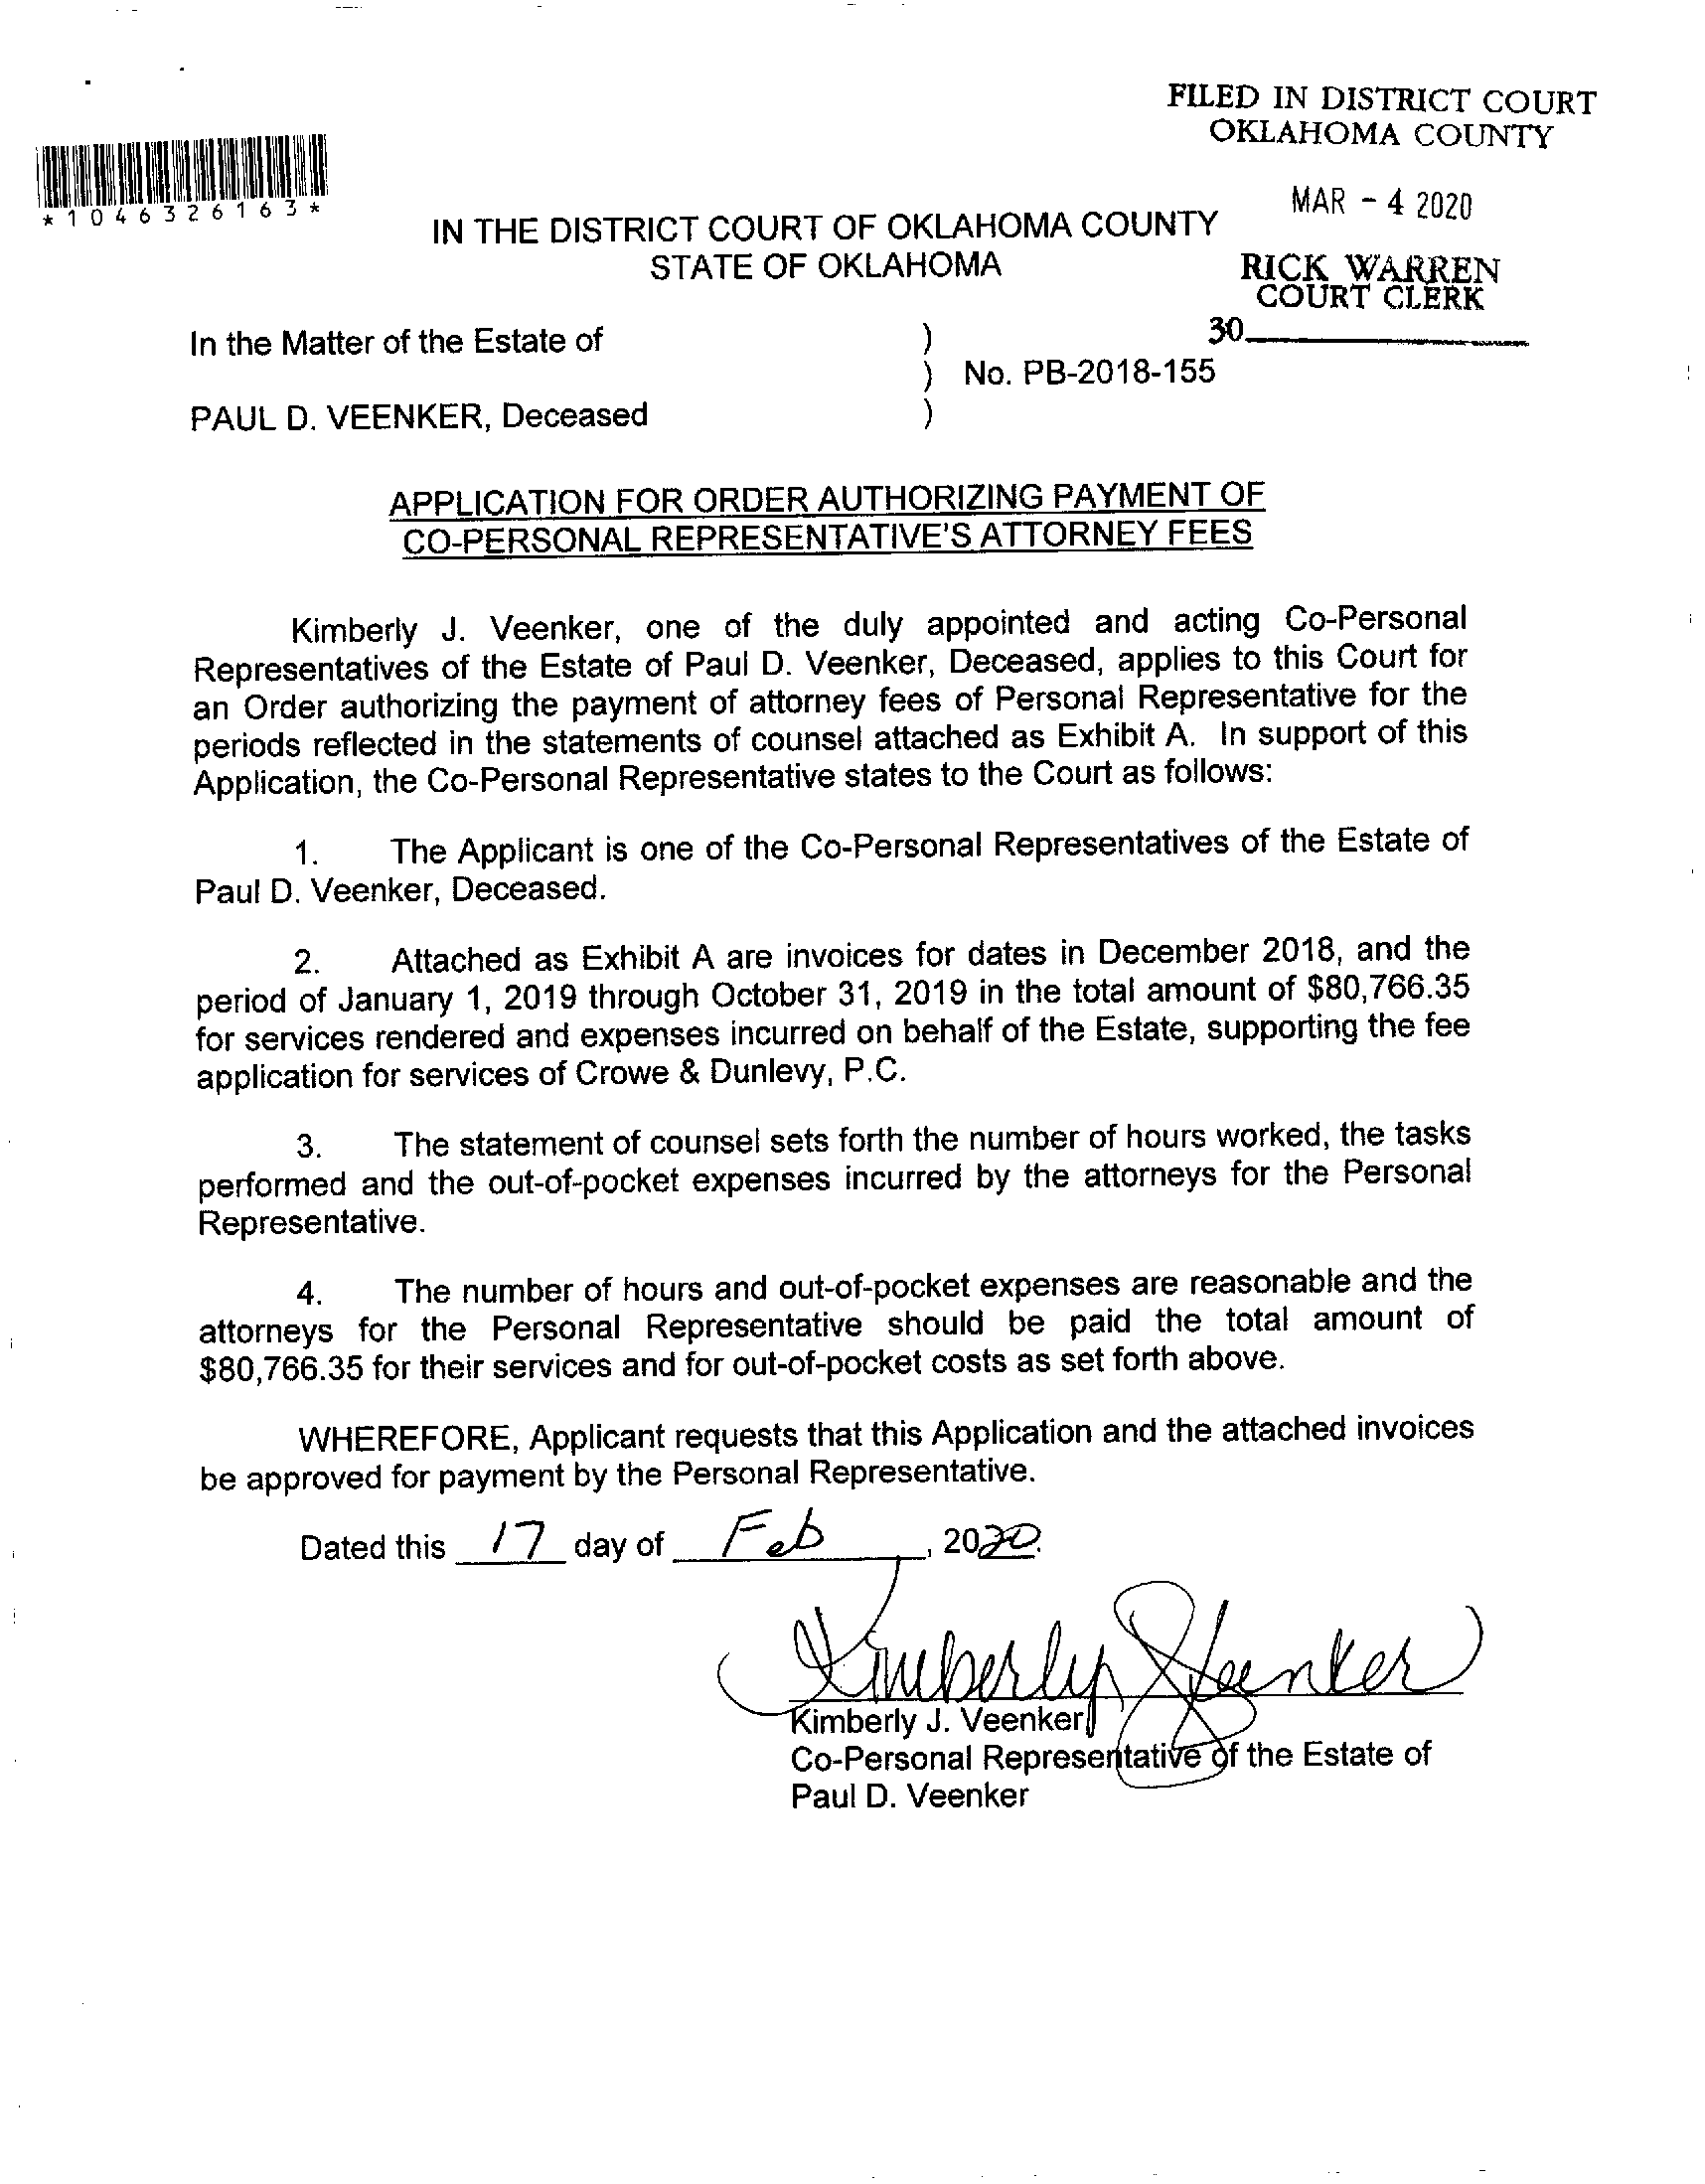 FILED IN DISTRICT COURT
OKLAHOMA COUNTY
MAR - 4 2020
RICK WARREN
COURT CLERK
30
*1046326163*
IN THE DISTRICT COURT OF OKLAHOMA COUNTY
STATE OF OKLAHOMA
In the Matter of the Estate of )
) No. PB-2018-155
PAUL D. VEENKER, Deceased )
APPLICATION FOR ORDER AUTHORIZING PAYMENT OF
CO-PERSONAL REPRESENTATIVE'S ATTORNEY FEES
Kimberly J. Veenker, one of the duly appointed and acting Co-Personal
Representatives of the Estate of Paul D. Veenker, Deceased, applies to this Court for
an Order authorizing the payment of attorney fees of Personal Representative for the
periods reflected in the statements of counsel attached as Exhibit A. In support of this
Application, the Co-Personal Representative states to the Court as follows:
1. The Applicant is one of the Co-Personal Representatives of the Estate of
Paul D. Veenker, Deceased.
2. Attached as Exhibit A are invoices for dates in December 2018, and the
period of January 1, 2019 through October 31, 2019 in the total amount of $80,766.35
for services rendered and expenses incurred on behalf of the Estate, supporting the fee
application for services of Crowe & Dunlevy, P.C.
3. The statement of counsel sets forth the number of hours worked, the tasks
performed and the out-of-pocket expenses incurred by the attorneys for the Personal
Representative.
4. The number of hours and out-of-pocket expenses are reasonable and the
attorneys for the Personal Representative should be paid the total amount of
$80,766.35 for their services and for out-of-pocket costs as set forth above.
WHEREFORE, Applicant requests that this Application and the attached invoices
be approved for payment by the Personal Representative.
Dated this 17 day of Feb, 2020.
Kimberly J Veenker
Kimberly J. Veenker
Co-Personal Representative of the Estate of
Paul D. Veenker